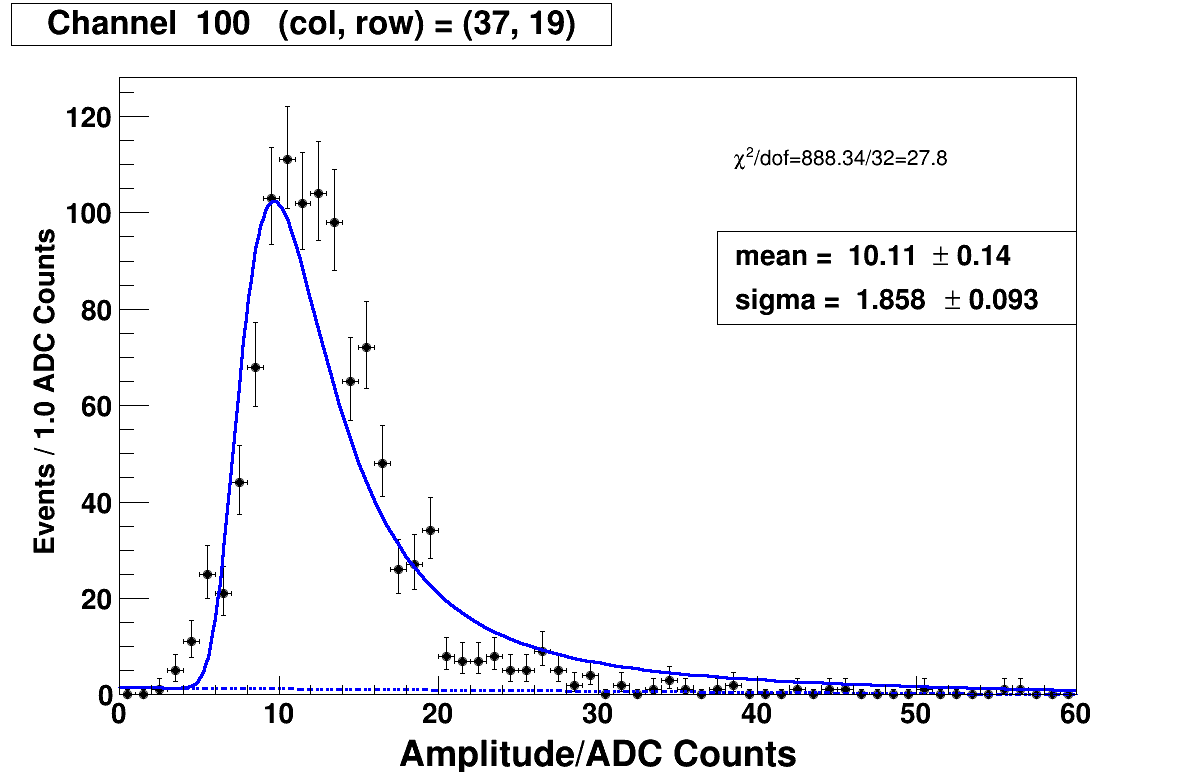 Channel 100 (col, row) = (37, 19)
χ²/dof=888.34/32=27.8
mean = 10.11 ± 0.14
sigma = 1.858 ± 0.093
Events / 1.0 ADC Counts
120
100
80
60
40
20
0
0 10 20 30 40 50 60
Amplitude/ADC Counts